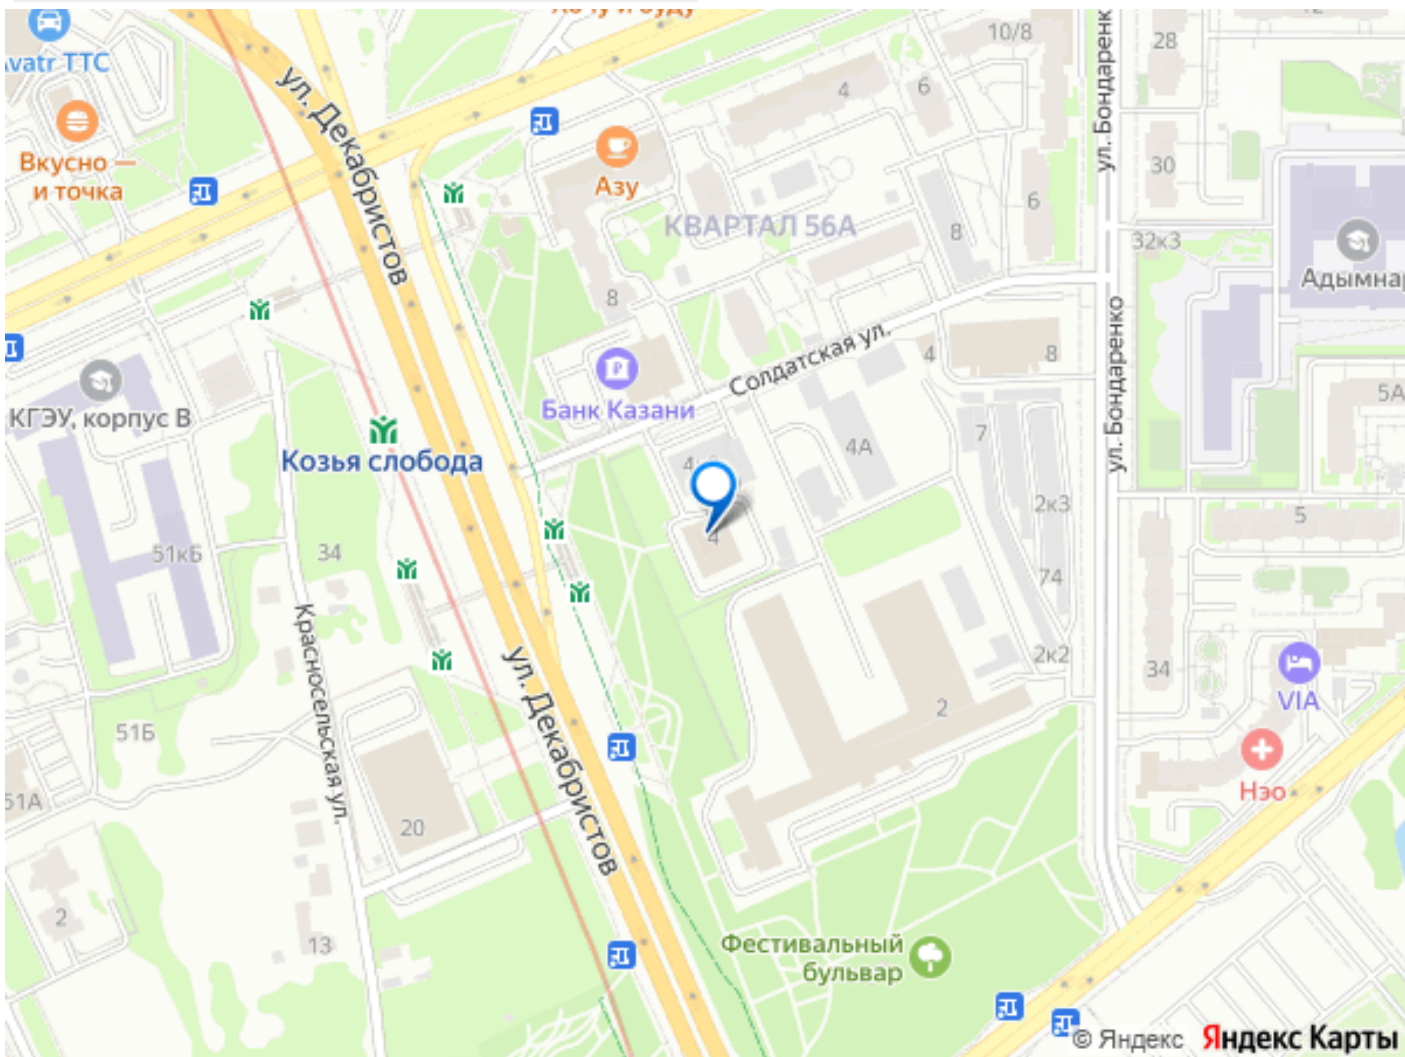 Avatr ТТС
Вкусно —
и точка
ул. Декабристов
Азу
КВАРТАЛ 56А
10/8
4
6
28
12
30
6
8
8
32к3
ул. Бондаренко
Адымнар
Банк Казани
Солдатская ул.
4
8
5А
КГЭУ, корпус В
Козья слобода
4А
7
ул. Бондаренко
2к3
5
4
51кБ
34
74
Красносельская ул.
2к2
34
VIA
2
51Б
ул. Декабристов
Нэо
51А
20
2
13
Фестивальный
бульвар
© Яндекс Яндекс Карты